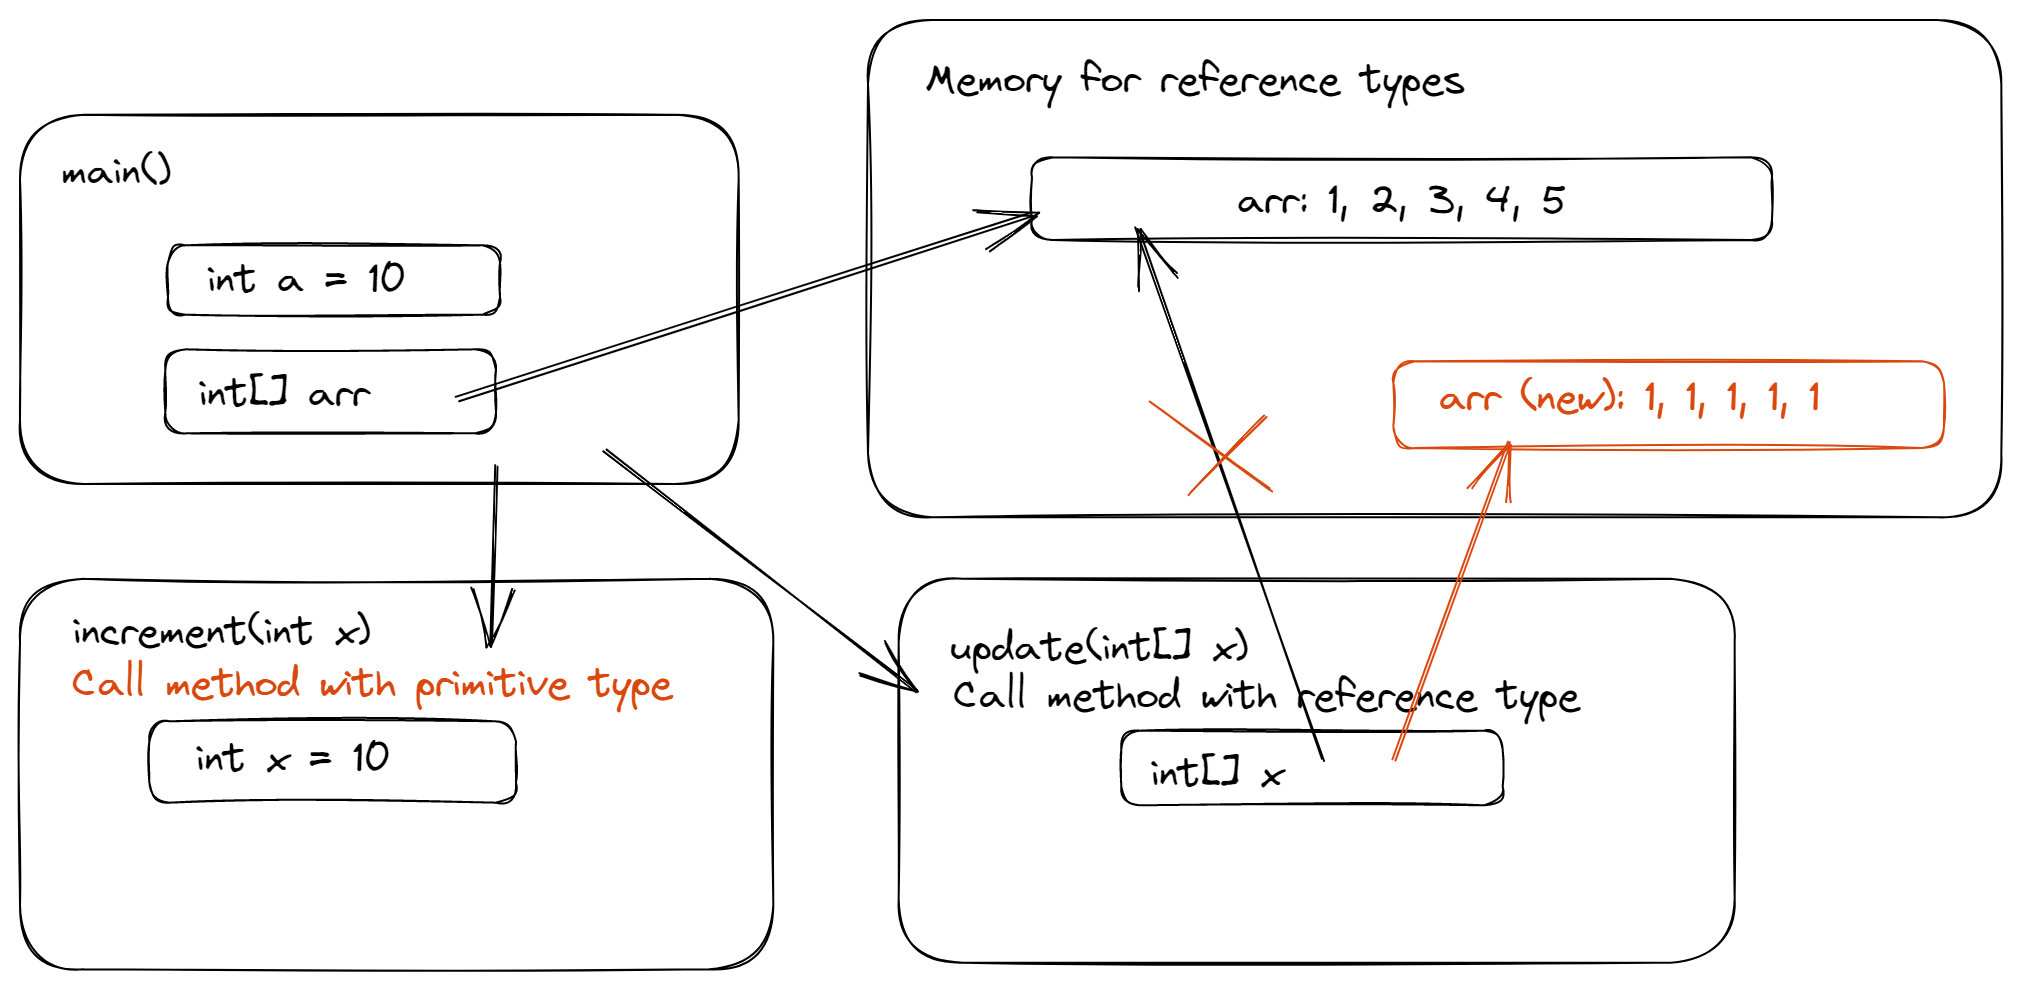 Memory for reference types
arr: 1, 2, 3, 4, 5
arr (new): 1, 1, 1, 1, 1
main()
int a = 10
int[] arr
increment(int x)
Call method with primitive type
int x = 10
update(int[] x)
Call method with reference type
int[] x